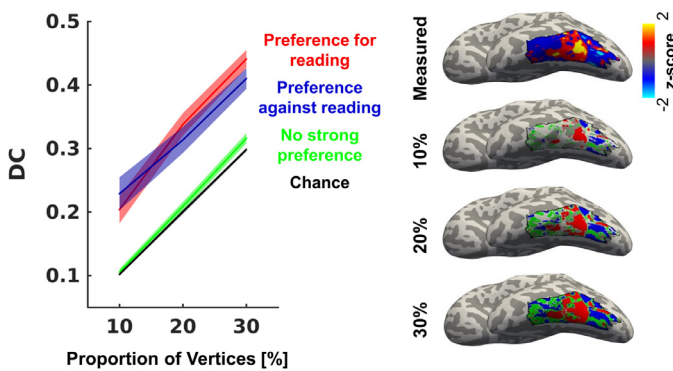 0.5
0.4
0.3
0.2
0.1
DC
10
20
30
Proportion of Vertices [%]
Preference for
reading
Preference
against reading
No strong
preference
Chance
Measured
10%
20%
30%
2
-2
z-score